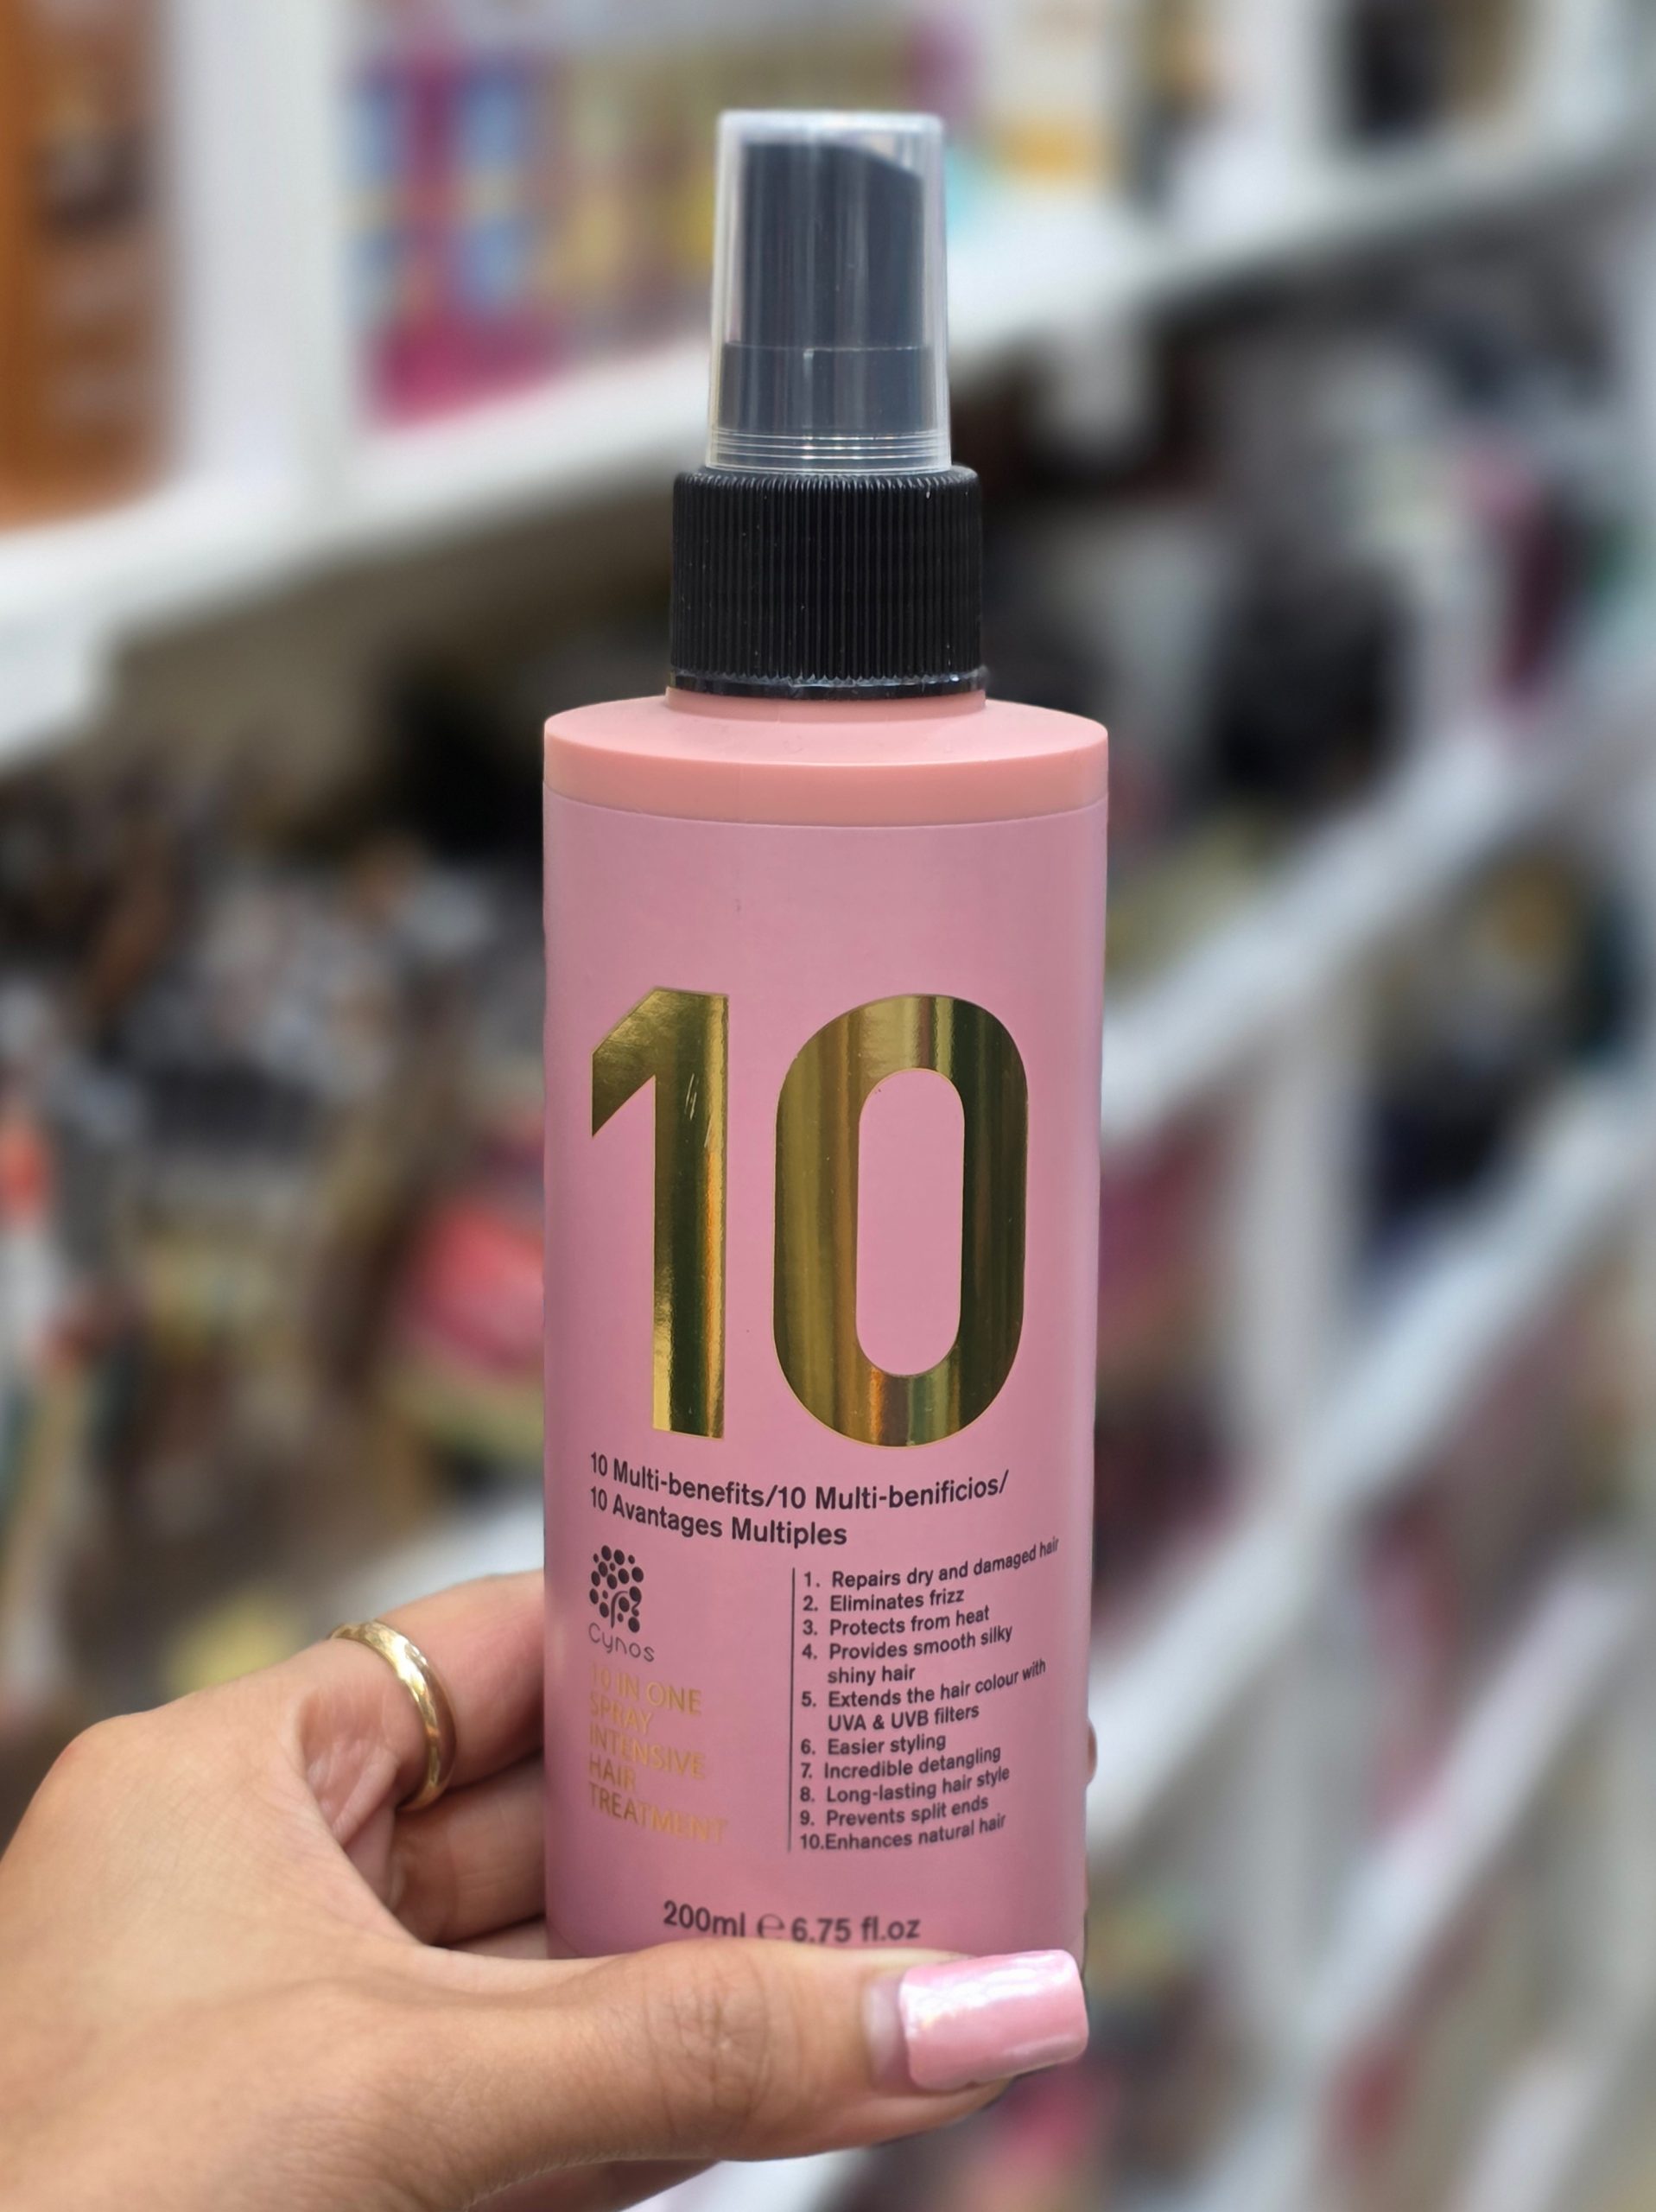 10
10 Multi-benefits/10 Multi-benificios/
10 Avantages Multiples
Cynos
10 IN ONE
SPRAY
INTENSIVE
HAIR
TREATMENT
1. Repairs dry and damaged hair
2. Eliminates frizz
3. Protects from heat
4. Provides smooth silky
shiny hair
5. Extends the hair colour with
UVA & UVB filters
6. Easier styling
7. Incredible detangling
8. Long-lasting hair style
9. Prevents split ends
10.Enhances natural hair
200ml ℮ 6.75 fl.oz